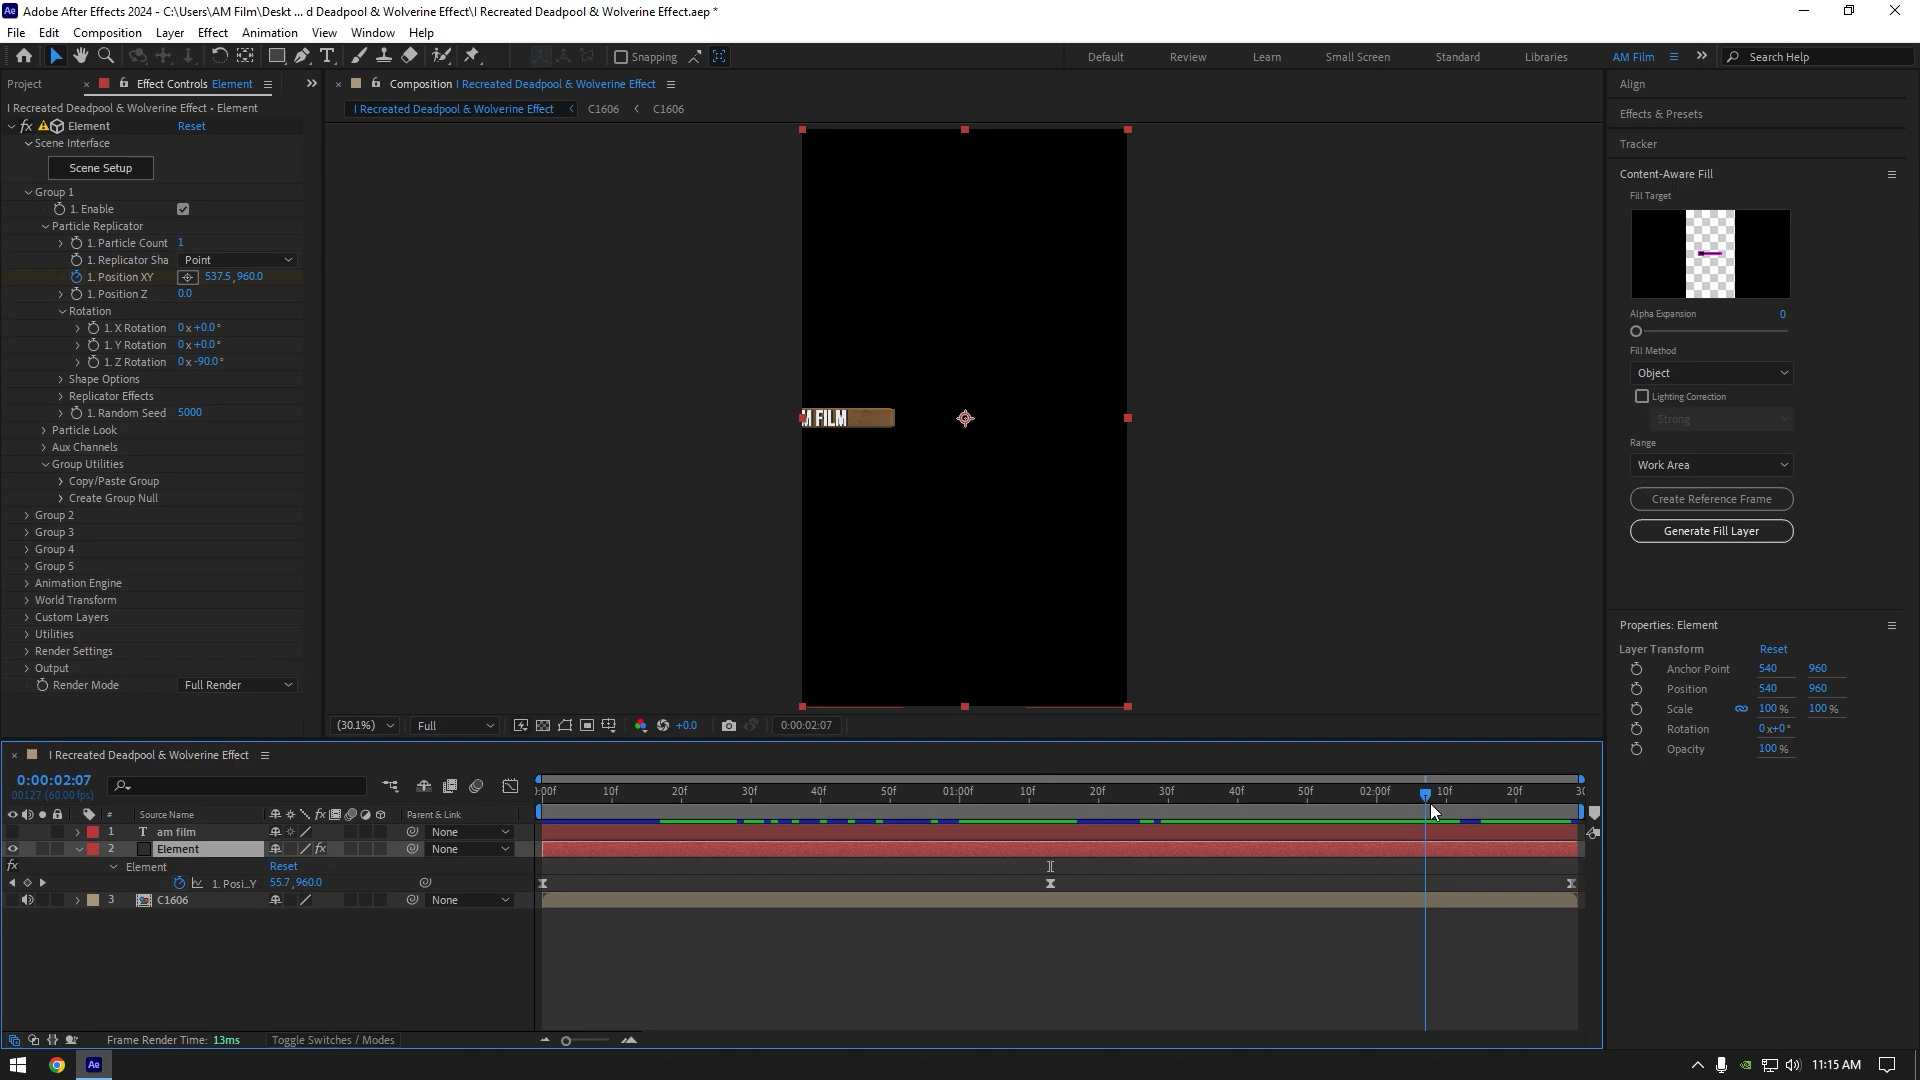 Adobe After Effects 2024 - C:\Users\AM Film\Deskt ... d Deadpool & Wolverine Effect\I Recreated Deadpool & Wolverine Effect.aep *
File Edit Composition Layer Effect Animation View Window Help
Snapping
Default Review Learn Small Screen Standard Libraries AM Film Search Help
Project Effect Controls Element
Composition I Recreated Deadpool & Wolverine Effect
I Recreated Deadpool & Wolverine Effect • Element
I Recreated Deadpool & Wolverine Effect C1606 C1606
fx Element Reset
Scene Interface
Scene Setup
Group 1
1. Enable
Particle Replicator
1. Particle Count 1
1. Replicator Sha Point
1. Position XY 537.5 ,960.0
1. Position Z 0.0
Rotation
1. X Rotation 0 x +0.0 °
1. Y Rotation 0 x +0.0 °
1. Z Rotation 0 x -90.0 °
Shape Options
Replicator Effects
1. Random Seed 5000
Particle Look
Aux Channels
Group Utilities
Copy/Paste Group
Create Group Null
Group 2
Group 3
Group 4
Group 5
Animation Engine
World Transform
Custom Layers
Utilities
Render Settings
Output
Render Mode Full Render
M FILM
(30.1%) Full +0.0 0:00:02:07
Align
Effects & Presets
Tracker
Content-Aware Fill
Fill Target
Alpha Expansion 0
Fill Method
Object
Lighting Correction
Strong
Range
Work Area
Create Reference Frame
Generate Fill Layer
Properties: Element
Layer Transform Reset
Anchor Point 540 960
Position 540 960
Scale 100 % 100 %
Rotation 0x+0°
Opacity 100 %
I Recreated Deadpool & Wolverine Effect
0:00:02:07
00127 (60.00 fps)
):00f 10f 20f 30f 40f 50f 01:00f 10f 20f 30f 40f 50f 02:00f 10f 20f 30
# Source Name fx Parent & Link
1 T am film None
2 Element fx None
fx Element Reset
1. Posi...Y 55.7 ,960.0
3 C1606 None
Frame Render Time: 13ms Toggle Switches / Modes
Ae 11:15 AM